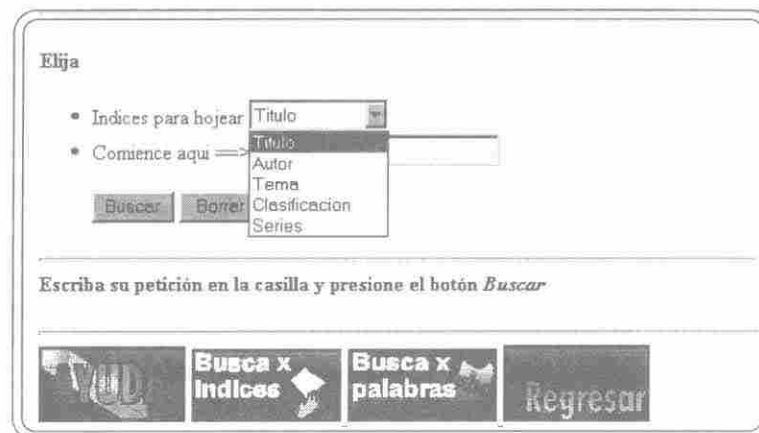 Elija
• Indices para hojear Titulo
Titulo
• Comience aqui ==>
Autor
Tema
Buscar Borrar Clasificacion
Series
Escriba su petición en la casilla y presione el botón Buscar
Busca x indices
Busca x palabras
Regresar